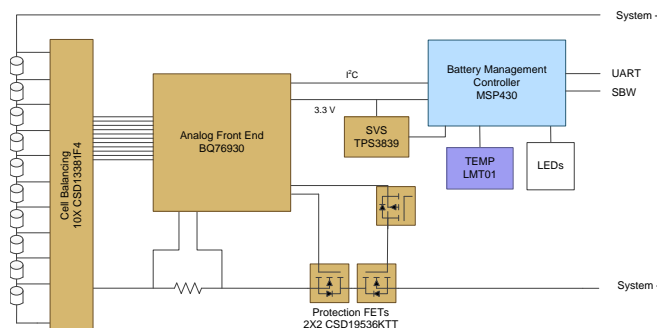 System -
I²C
Battery Management
Controller
MSP430
UART
SBW
3.3 V
Analog Front End
BQ76930
SVS
TPS3839
TEMP
LMT01
LEDs
Cell Balancing
10X CSD13381F4
System -
Protection FETs
2X2 CSD19536KTT